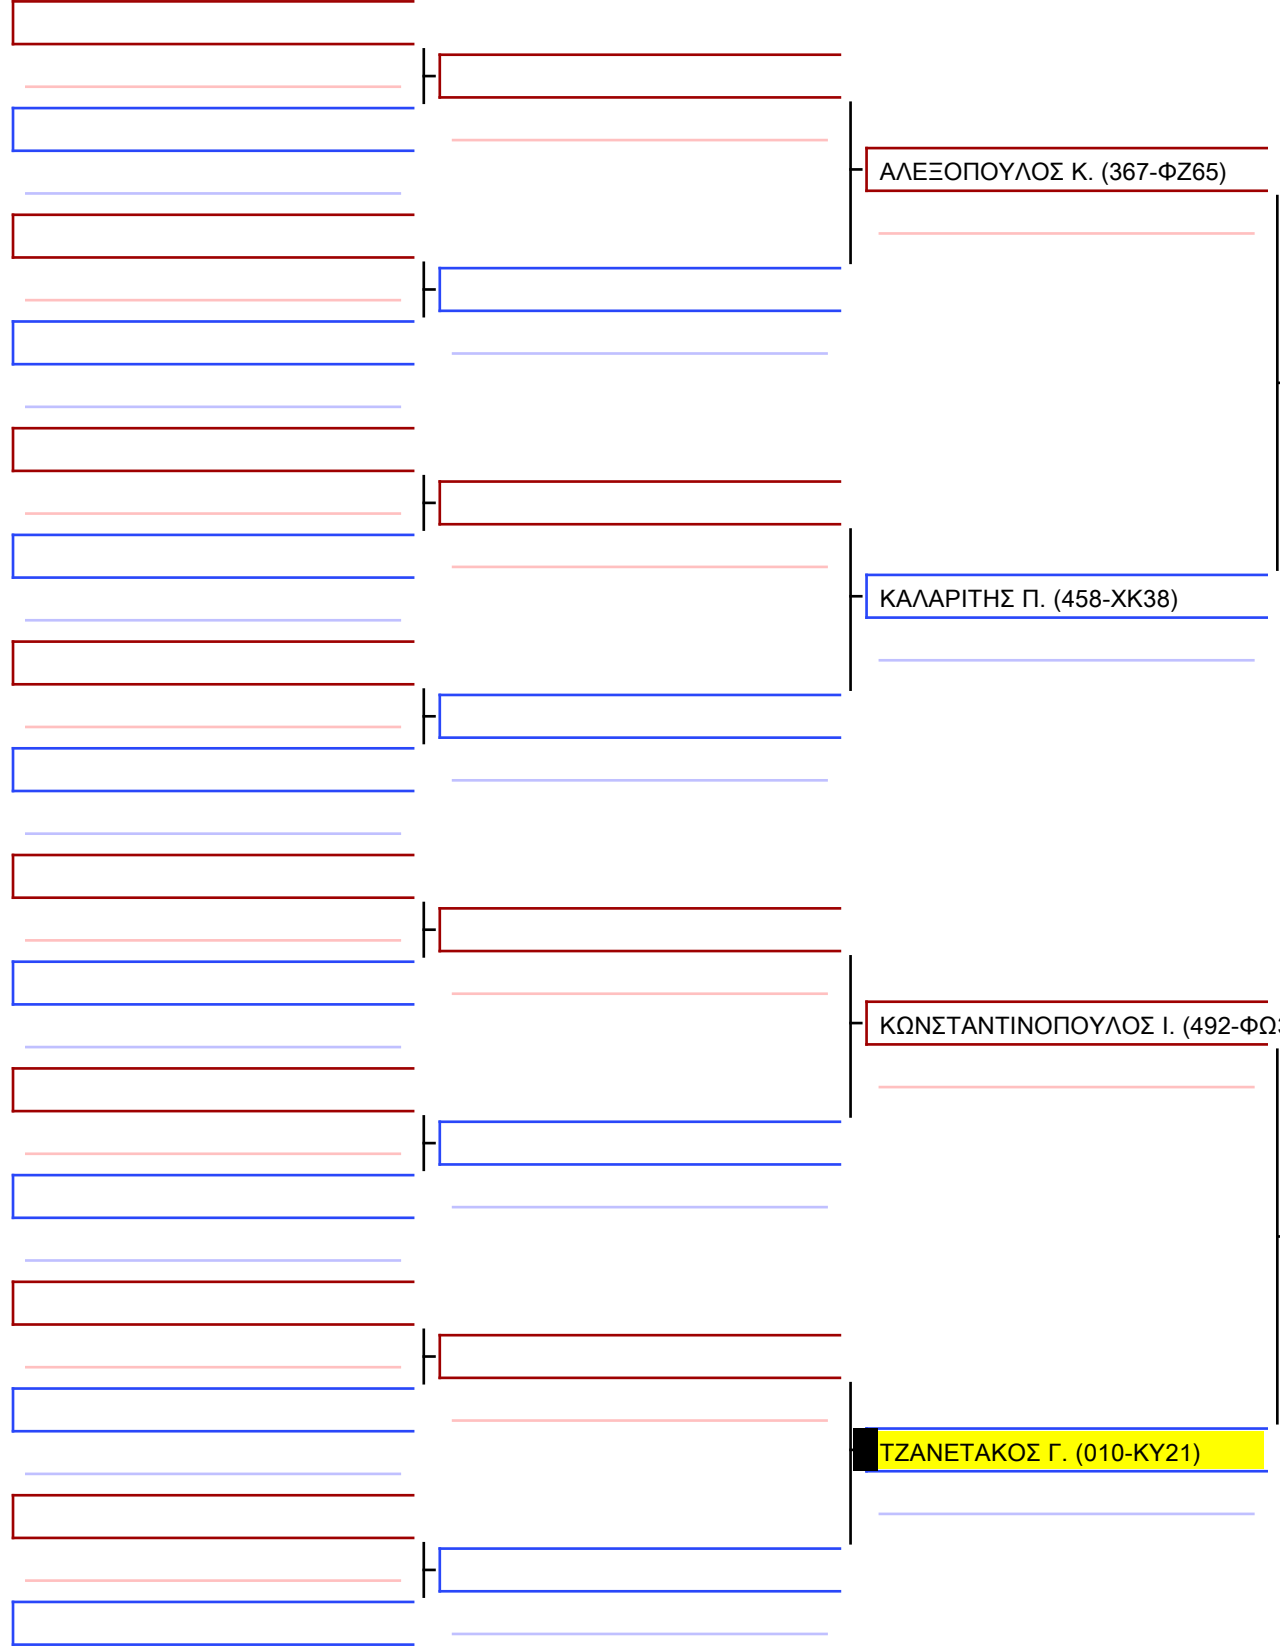 ΑΛΕΞΟΠΟΥΛΟΣ Κ. (367-ΦΖ65)
ΚΑΛΑΡΙΤΗΣ Π. (458-ΧΚ38)
ΚΩΝΣΤΑΝΤΙΝΟΠΟΥΛΟΣ Ι. (492-ΦΩ
ΤΖΑΝΕΤΑΚΟΣ Γ. (010-ΚΥ21)